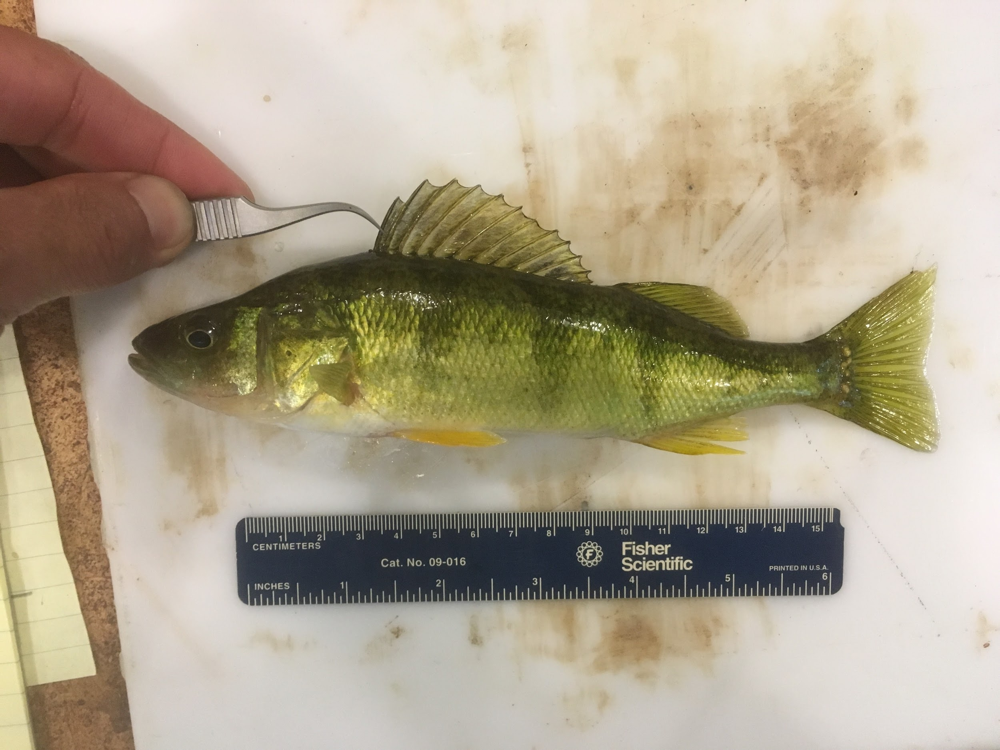 1 2 3 4 5 6 7 8 9 10 11 12 13 14 15
CENTIMETERS
Cat. No. 09-016
F
Fisher
Scientific
PRINTED IN U.S.A.
INCHES 1 2 3 4 5 6